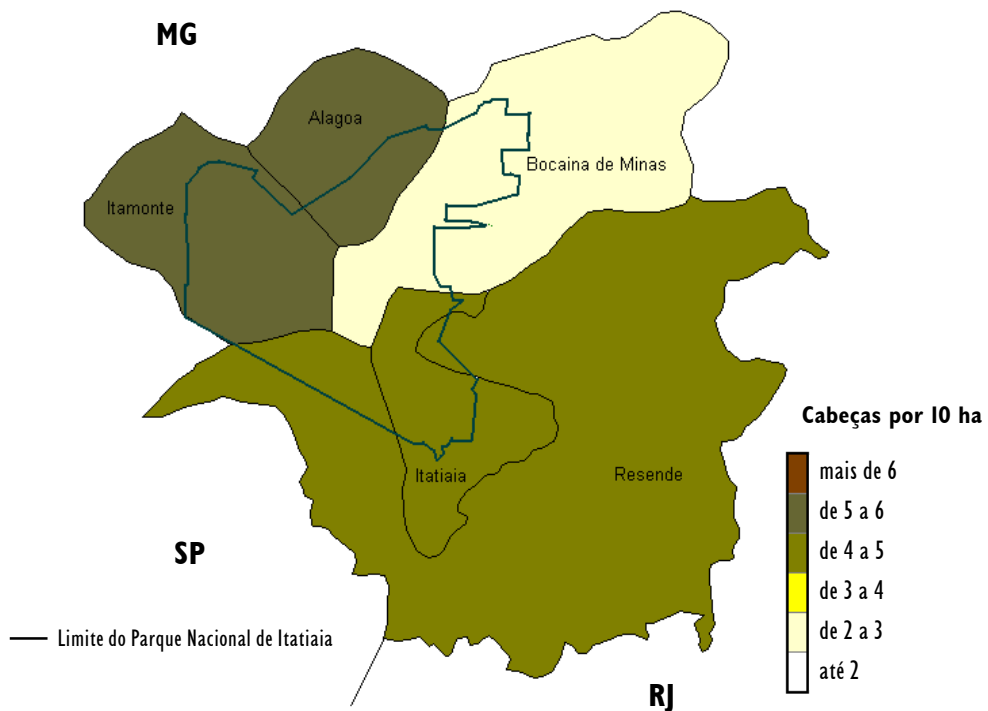 MG
Alagoa
Bocaina de Minas
Itamonte
Itatiaia
Resende
SP
RJ
Limite do Parque Nacional de Itatiaia
Cabeças por 10 ha
mais de 6
de 5 a 6
de 4 a 5
de 3 a 4
de 2 a 3
até 2